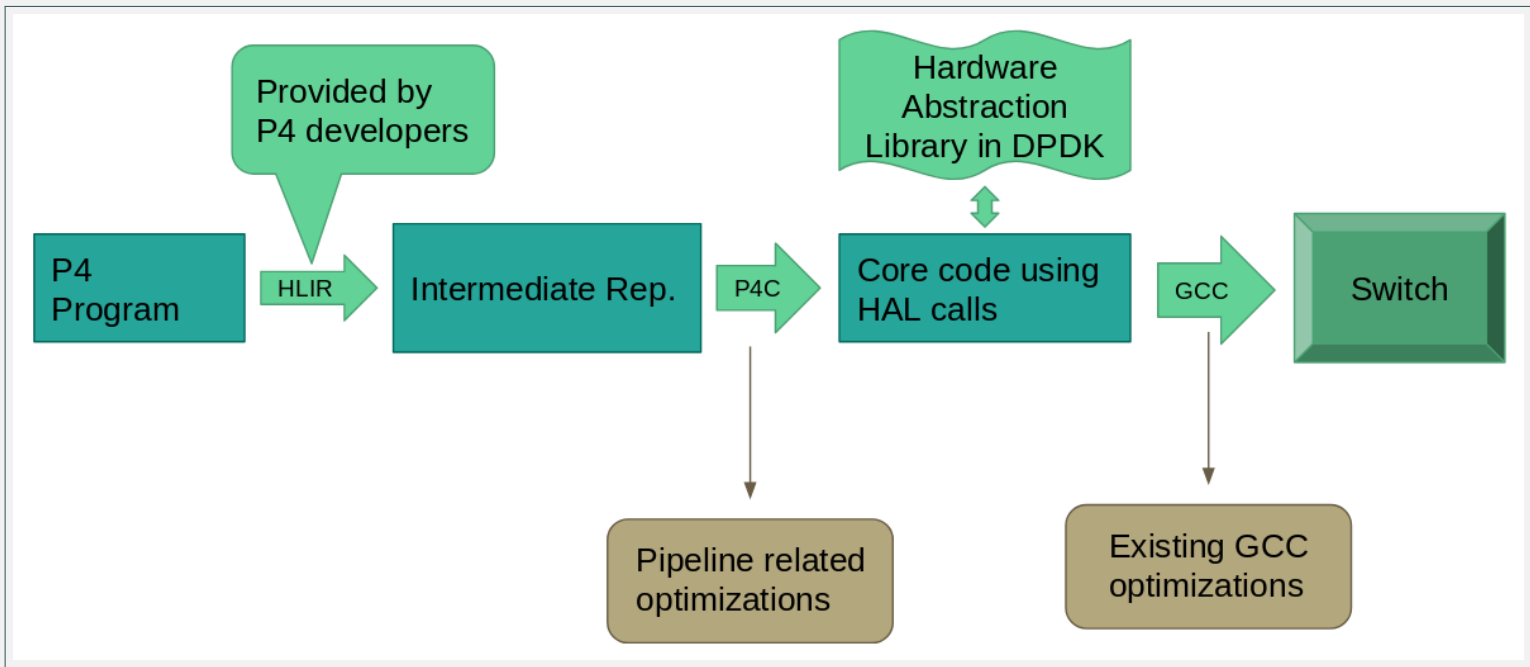 Provided by
P4 developers
Hardware
Abstraction
Library in DPDK
P4
Program
HLIR
Intermediate Rep.
P4C
Core code using
HAL calls
GCC
Switch
Pipeline related
optimizations
Existing GCC
optimizations